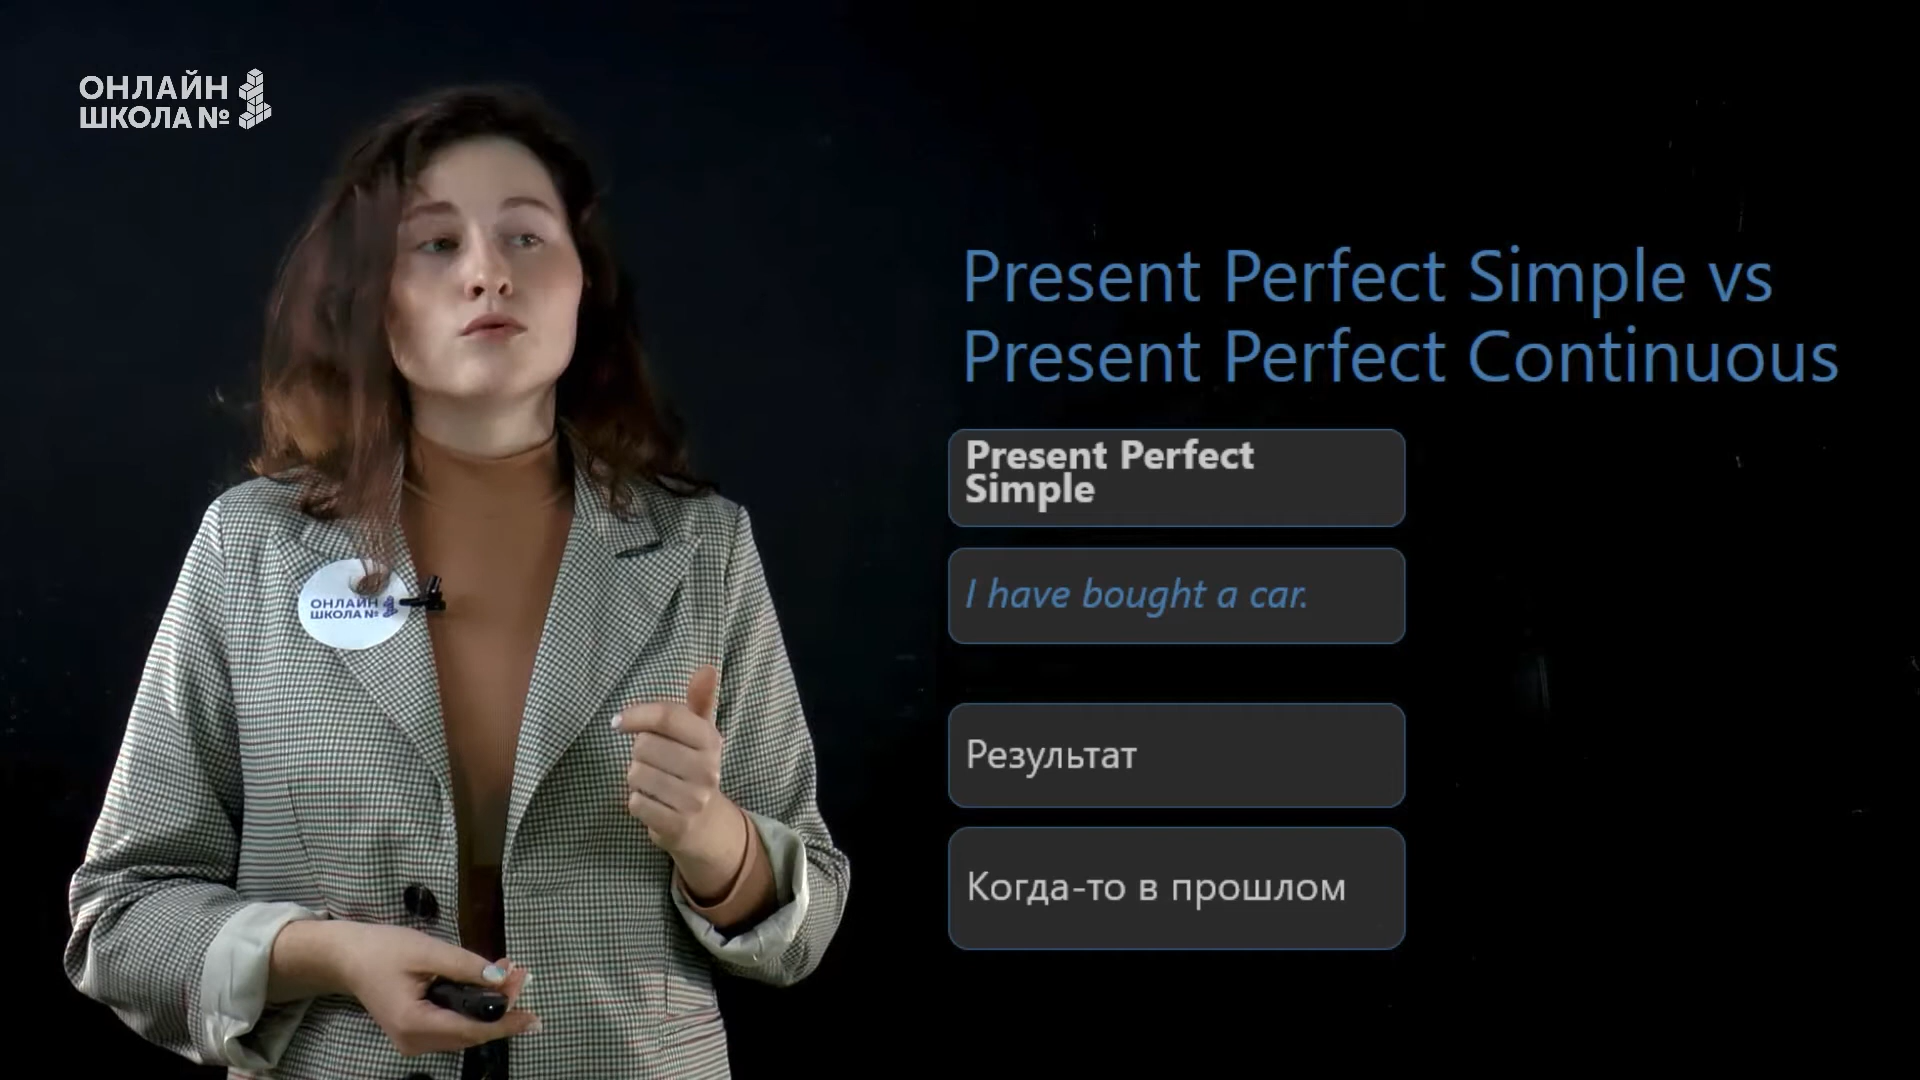 ОНЛАЙН
ШКОЛА №
Present Perfect Simple vs
Present Perfect Continuous
Present Perfect
Simple
I have bought a car.
Результат
Когда-то в прошлом
ОНЛАЙН
ШКОЛА №